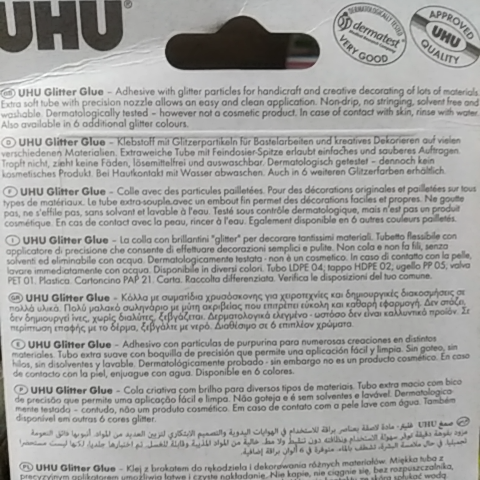 UHU®
DERMATOLOGICALLY TESTED
dermatest
VERY GOOD
APPROVED
UHU
QUALITY
GB UHU Glitter Glue – Adhesive with glitter particles for handicraft and creative decorating of lots of materials.
Extra soft tube with precision nozzle allows an easy and clean application. Non-drip, no stringing, solvent free and
washable. Dermatologically tested – however not a cosmetic product. In case of contact with skin, rinse with water.
Also available in 6 additional glitter colours.
D UHU Glitter Glue – Klebstoff mit Glitzerpartikeln für Bastelarbeiten und kreatives Dekorieren auf vielen
verschiedenen Materialien. Extraweiche Tube mit Feindosier-Spitze erlaubt einfaches und sauberes Auftragen.
Tropft nicht, zieht keine Fäden, lösemittelfrei und auswaschbar. Dermatologisch getestet – dennoch kein
kosmetisches Produkt. Bei Hautkontakt mit Wasser abwaschen. Auch in 6 weiteren Glitzerfarben erhältlich.
F UHU Glitter Glue – Colle avec des particules pailletées. Pour des décorations originales et pailletées sur tous
types de matériaux. Le tube extra-souple avec un embout fin permet des décorations faciles et propres. Ne goutte
pas, ne s'effile pas, sans solvant et lavable à l'eau. Testé sous contrôle dermatologique, mais n'est pas un produit
cosmétique. En cas de contact avec la peau, rincer à l'eau. Également disponible en 6 autres couleurs pailletés.
I UHU Glitter Glue – La colla con brillantini "glitter" per decorare tantissimi materiali. Tubetto flessibile con
applicatore di precisione che consente di effettuare decorazioni semplici e pulite. Non cola e non fa fili, senza
solventi ed eliminabile con acqua. Dermatologicamente testata - non è un cosmetico. In caso di contatto con la pelle,
lavare immediatamente con acqua. Disponibile in diversi colori. Tubo LDPE 04; tappo HDPE 02, ugello PP 05; valva
PET 01. Plastica. Cartoncino PAP 21. Carta. Raccolta differenziata. Verifica le disposizioni del tuo comune.
GR UHU Glitter Glue – Κόλλα με σωματίδια χρυσόσκονης για χειροτεχνίες και δημιουργικές διακοσμήσεις σε
πολλά υλικά. Πολύ μαλακό σωληνάριο με μύτη ακριβείας που επιτρέπει εύκολη και καθαρή εφαρμογή. Δεν στάζει,
δεν δημιουργεί ίνες, χωρίς διαλύτες, ξεβγάζεται. Δερματολογικά ελεγμένο - ωστόσο δεν είναι καλλυντικό προϊόν. Σε
περίπτωση επαφής με το δέρμα, ξεβγάλτε με νερό. Διαθέσιμο σε 6 επιπλέον χρώματα.
E UHU Glitter Glue – Adhesivo con partículas de purpurina para numerosas creaciones en distintos
materiales. Tubo extra suave con boquilla de precisión que permite una aplicación fácil y limpia. Sin goteo, sin
hilos, sin disolventes y lavable. Dermatológicamente probado - sin embargo no es un producto cosmético. En caso
de contacto con la piel, enjuague con agua. Disponible en 6 colores.
P UHU Glitter Glue – Cola criativa com brilho para diversos tipos de materiais. Tubo extra macio com bico
de precisão que permite uma aplicação fácil e limpa. Não goteja e é sem solventes e lavável. Dermatologica-
mente testada - contudo, não um produto cosmético. Em caso de contato com a pele lave com água. Também
disponível em outras 6 cores glitter.
صمغ UHU جليتر
PL UHU Glitter Glue – Klej z brokatem do rękodzieła i dekorowania różnych materiałów. Miękka tuba z
precyzyjnym aplikatorem umożliwia łatwe i czyste nakładanie. Nie kapie, nie ciągnie się, bez rozpuszczalnika,